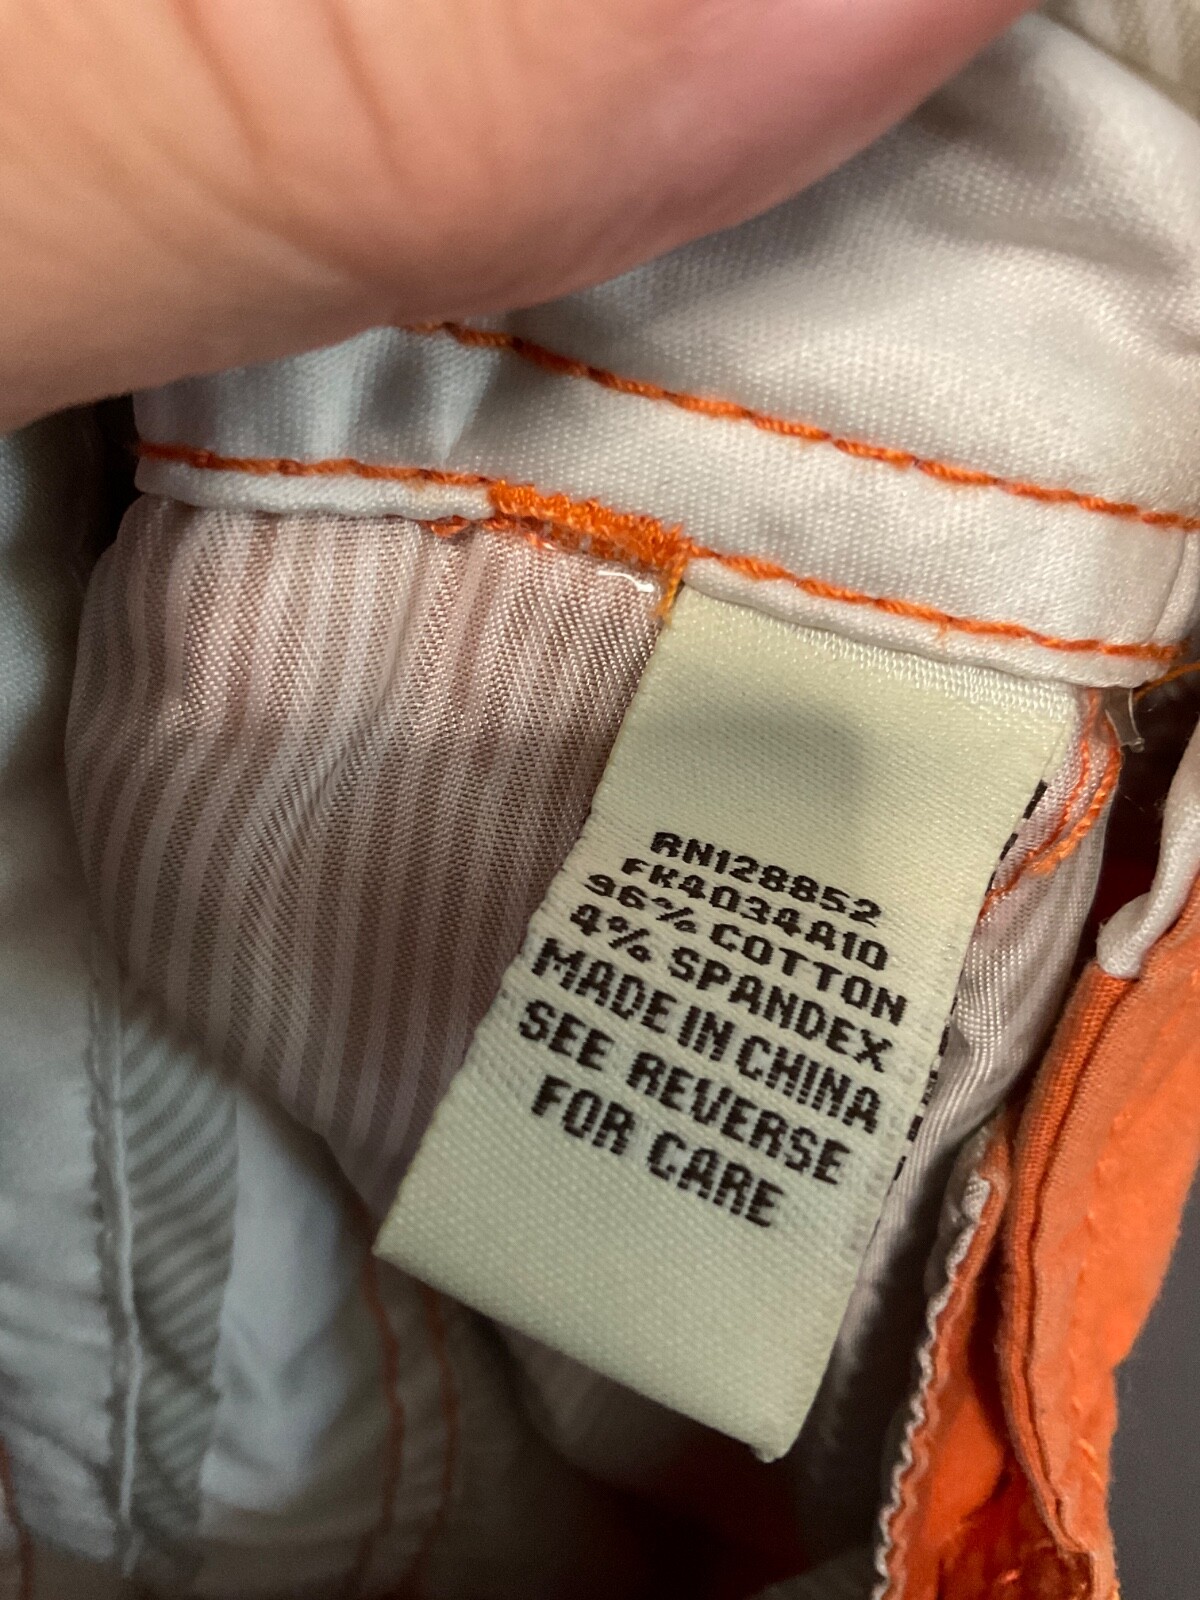 RN128852
FK4034A10
96% COTTON
4% SPANDEX
MADE IN CHINA
SEE REVERSE
FOR CARE